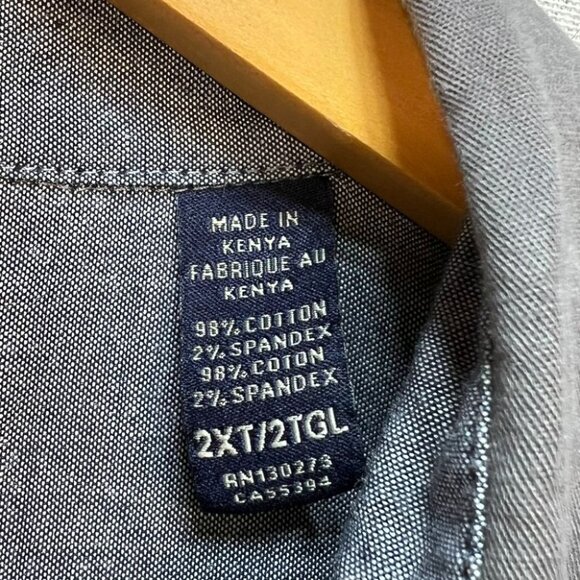 MADE IN
KENYA
FABRIQUE AU
KENYA
98% COTTON
2% SPANDEX
98% COTON
2% SPANDEX
2XT/2TGL
RN130273
CA55394